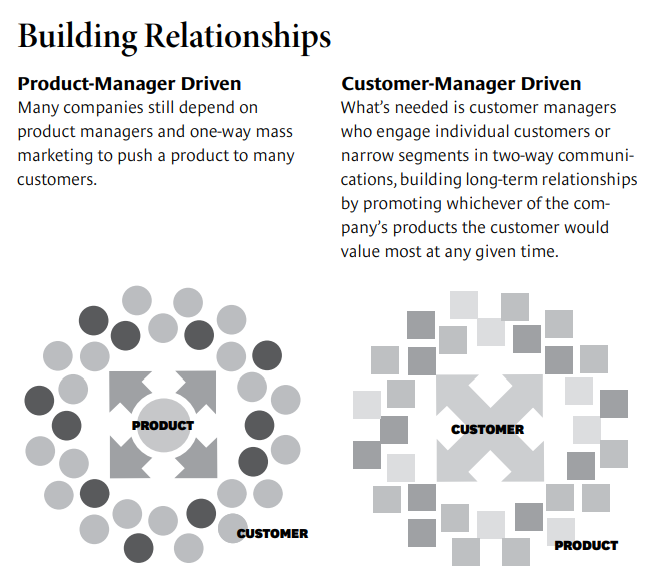 Building Relationships
Product-Manager Driven
Many companies still depend on
product managers and one-way mass
marketing to push a product to many
customers.
Customer-Manager Driven
What's needed is customer managers
who engage individual customers or
narrow segments in two-way communi-
cations, building long-term relationships
by promoting whichever of the com-
pany's products the customer would
value most at any given time.
PRODUCT
CUSTOMER
CUSTOMER
PRODUCT